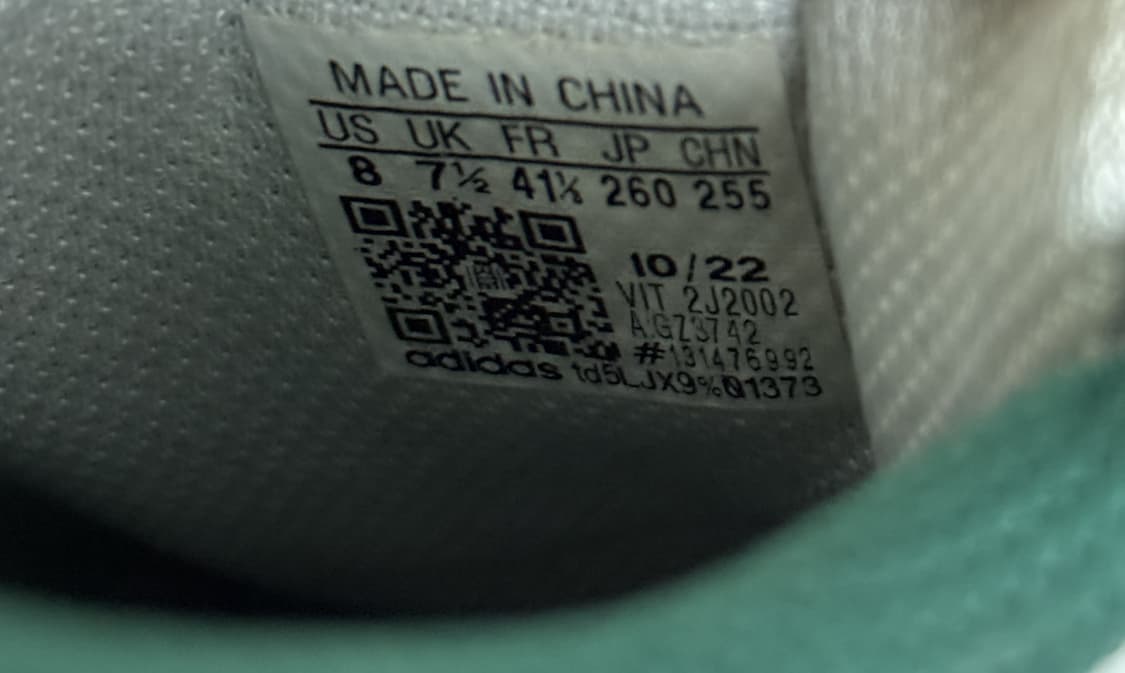 MADE IN CHINA
US UK FR JP CHN
8 7½ 41⅓ 260 255
10/22
VIT 2J2002
A.GZ3742
#131476992
adidas td5LJX9%01373